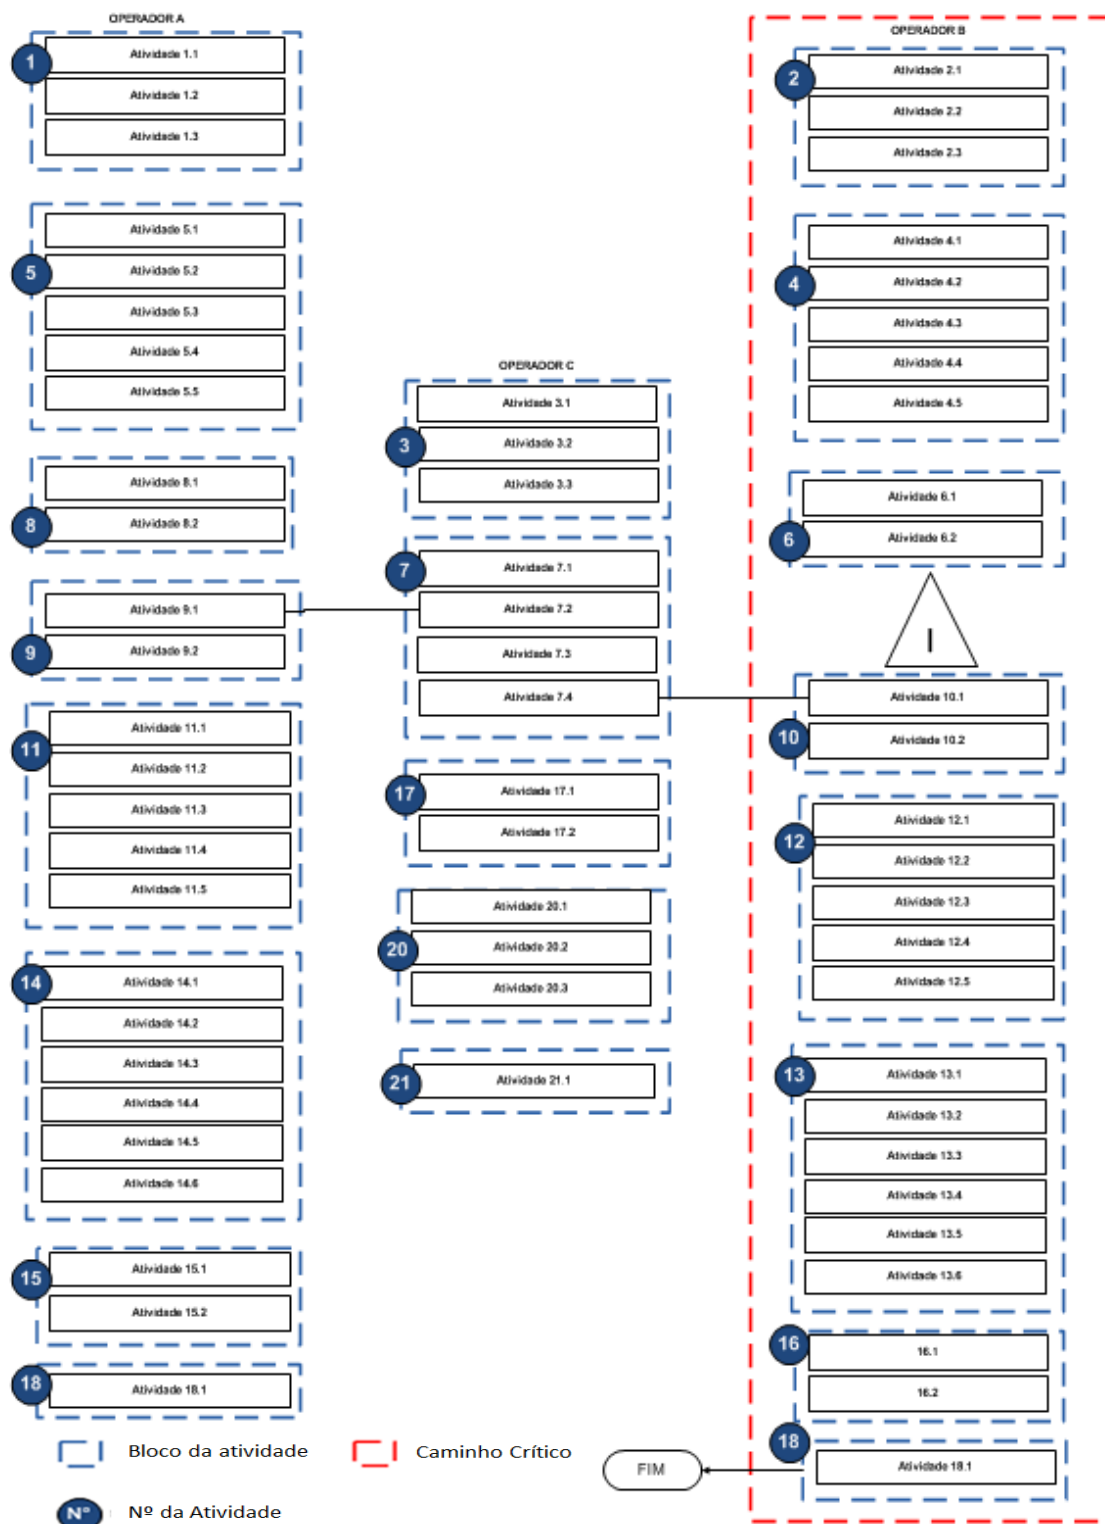 OPERADOR A
1
Atividade 1.1
Atividade 1.2
Atividade 1.3
5
Atividade 5.1
Atividade 5.2
Atividade 5.3
Atividade 5.4
Atividade 5.5
8
Atividade 8.1
Atividade 8.2
9
Atividade 9.1
Atividade 9.2
11
Atividade 11.1
Atividade 11.2
Atividade 11.3
Atividade 11.4
Atividade 11.5
14
Atividade 14.1
Atividade 14.2
Atividade 14.3
Atividade 14.4
Atividade 14.5
Atividade 14.6
15
Atividade 15.1
Atividade 15.2
18
Atividade 18.1
OPERADOR C
3
Atividade 3.1
Atividade 3.2
Atividade 3.3
7
Atividade 7.1
Atividade 7.2
Atividade 7.3
Atividade 7.4
17
Atividade 17.1
Atividade 17.2
20
Atividade 20.1
Atividade 20.2
Atividade 20.3
21
Atividade 21.1
OPERADOR B
2
Atividade 2.1
Atividade 2.2
Atividade 2.3
4
Atividade 4.1
Atividade 4.2
Atividade 4.3
Atividade 4.4
Atividade 4.5
6
Atividade 6.1
Atividade 6.2
I
10
Atividade 10.1
Atividade 10.2
12
Atividade 12.1
Atividade 12.2
Atividade 12.3
Atividade 12.4
Atividade 12.5
13
Atividade 13.1
Atividade 13.2
Atividade 13.3
Atividade 13.4
Atividade 13.5
Atividade 13.6
16
16.1
16.2
18
Atividade 18.1
FIM
Bloco da atividade
Caminho Crítico
Nº
Nº da Atividade